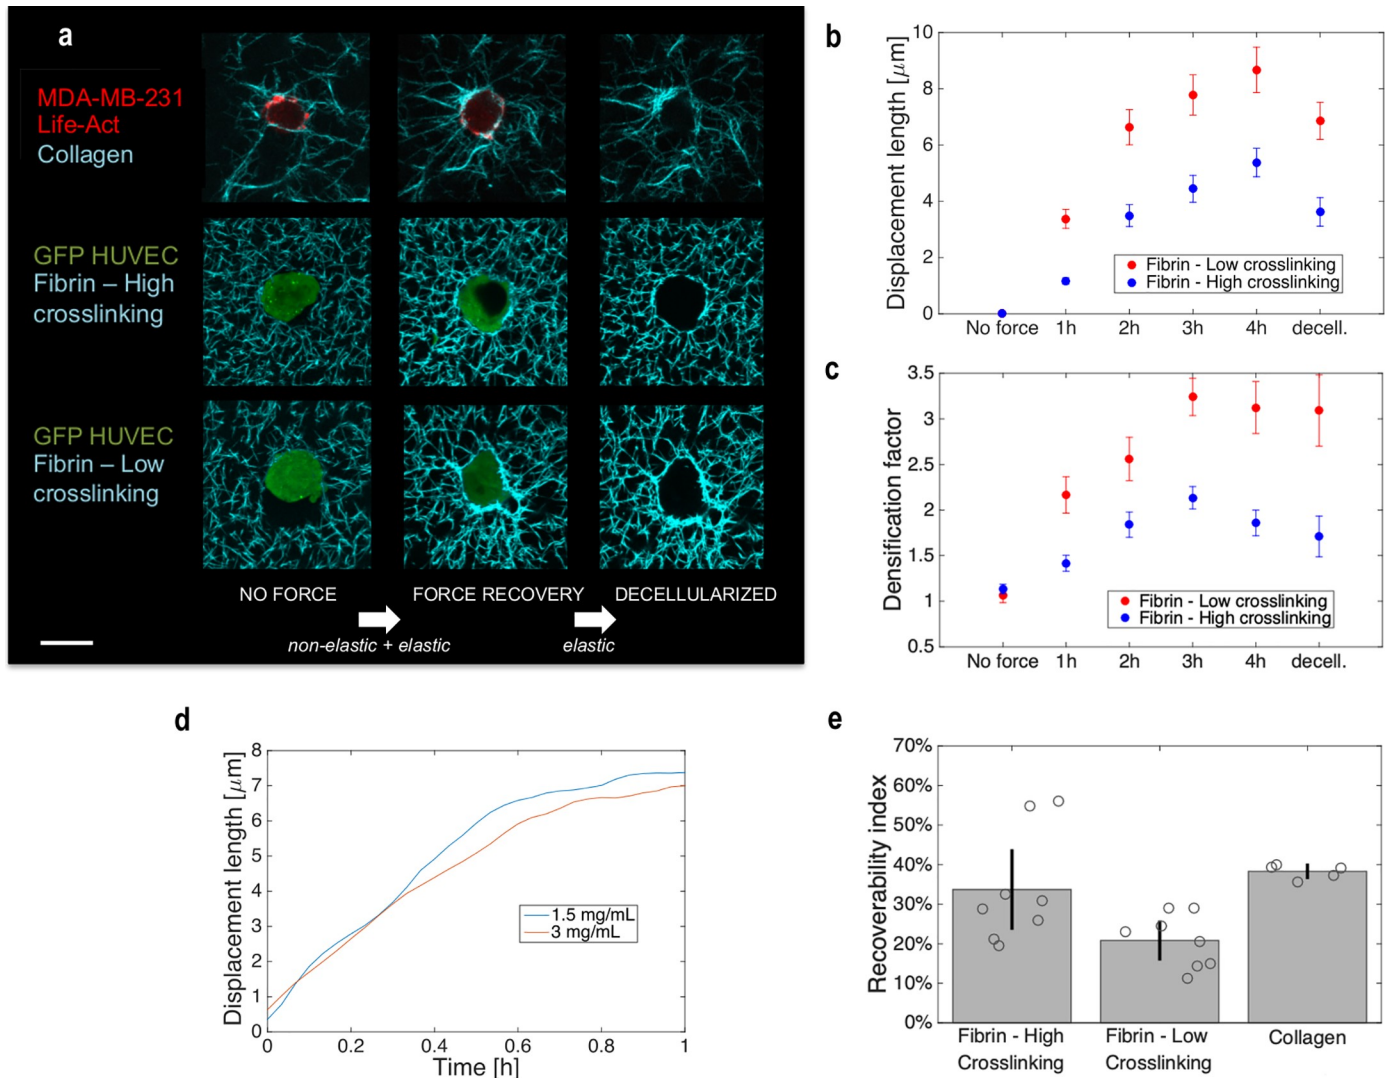 a
MDA-MB-231
Life-Act
Collagen
GFP HUVEC
Fibrin – High
crosslinking
GFP HUVEC
Fibrin – Low
crosslinking
NO FORCE
FORCE RECOVERY
DECELLULARIZED
non-elastic + elastic
elastic
b
Displacement length [μm]
10
8
6
4
2
0
Fibrin - Low crosslinking
Fibrin - High crosslinking
No force 1h 2h 3h 4h decell.
c
Densification factor
3.5
3
2.5
2
1.5
1
0.5
Fibrin - Low crosslinking
Fibrin - High crosslinking
No force 1h 2h 3h 4h decell.
d
Displacement length [μm]
8
7
6
5
4
3
2
1
0
1.5 mg/mL
3 mg/mL
0 0.2 0.4 0.6 0.8 1
Time [h]
e
Recoverability index
70%
60%
50%
40%
30%
20%
10%
0%
Fibrin - High
Crosslinking
Fibrin - Low
Crosslinking
Collagen